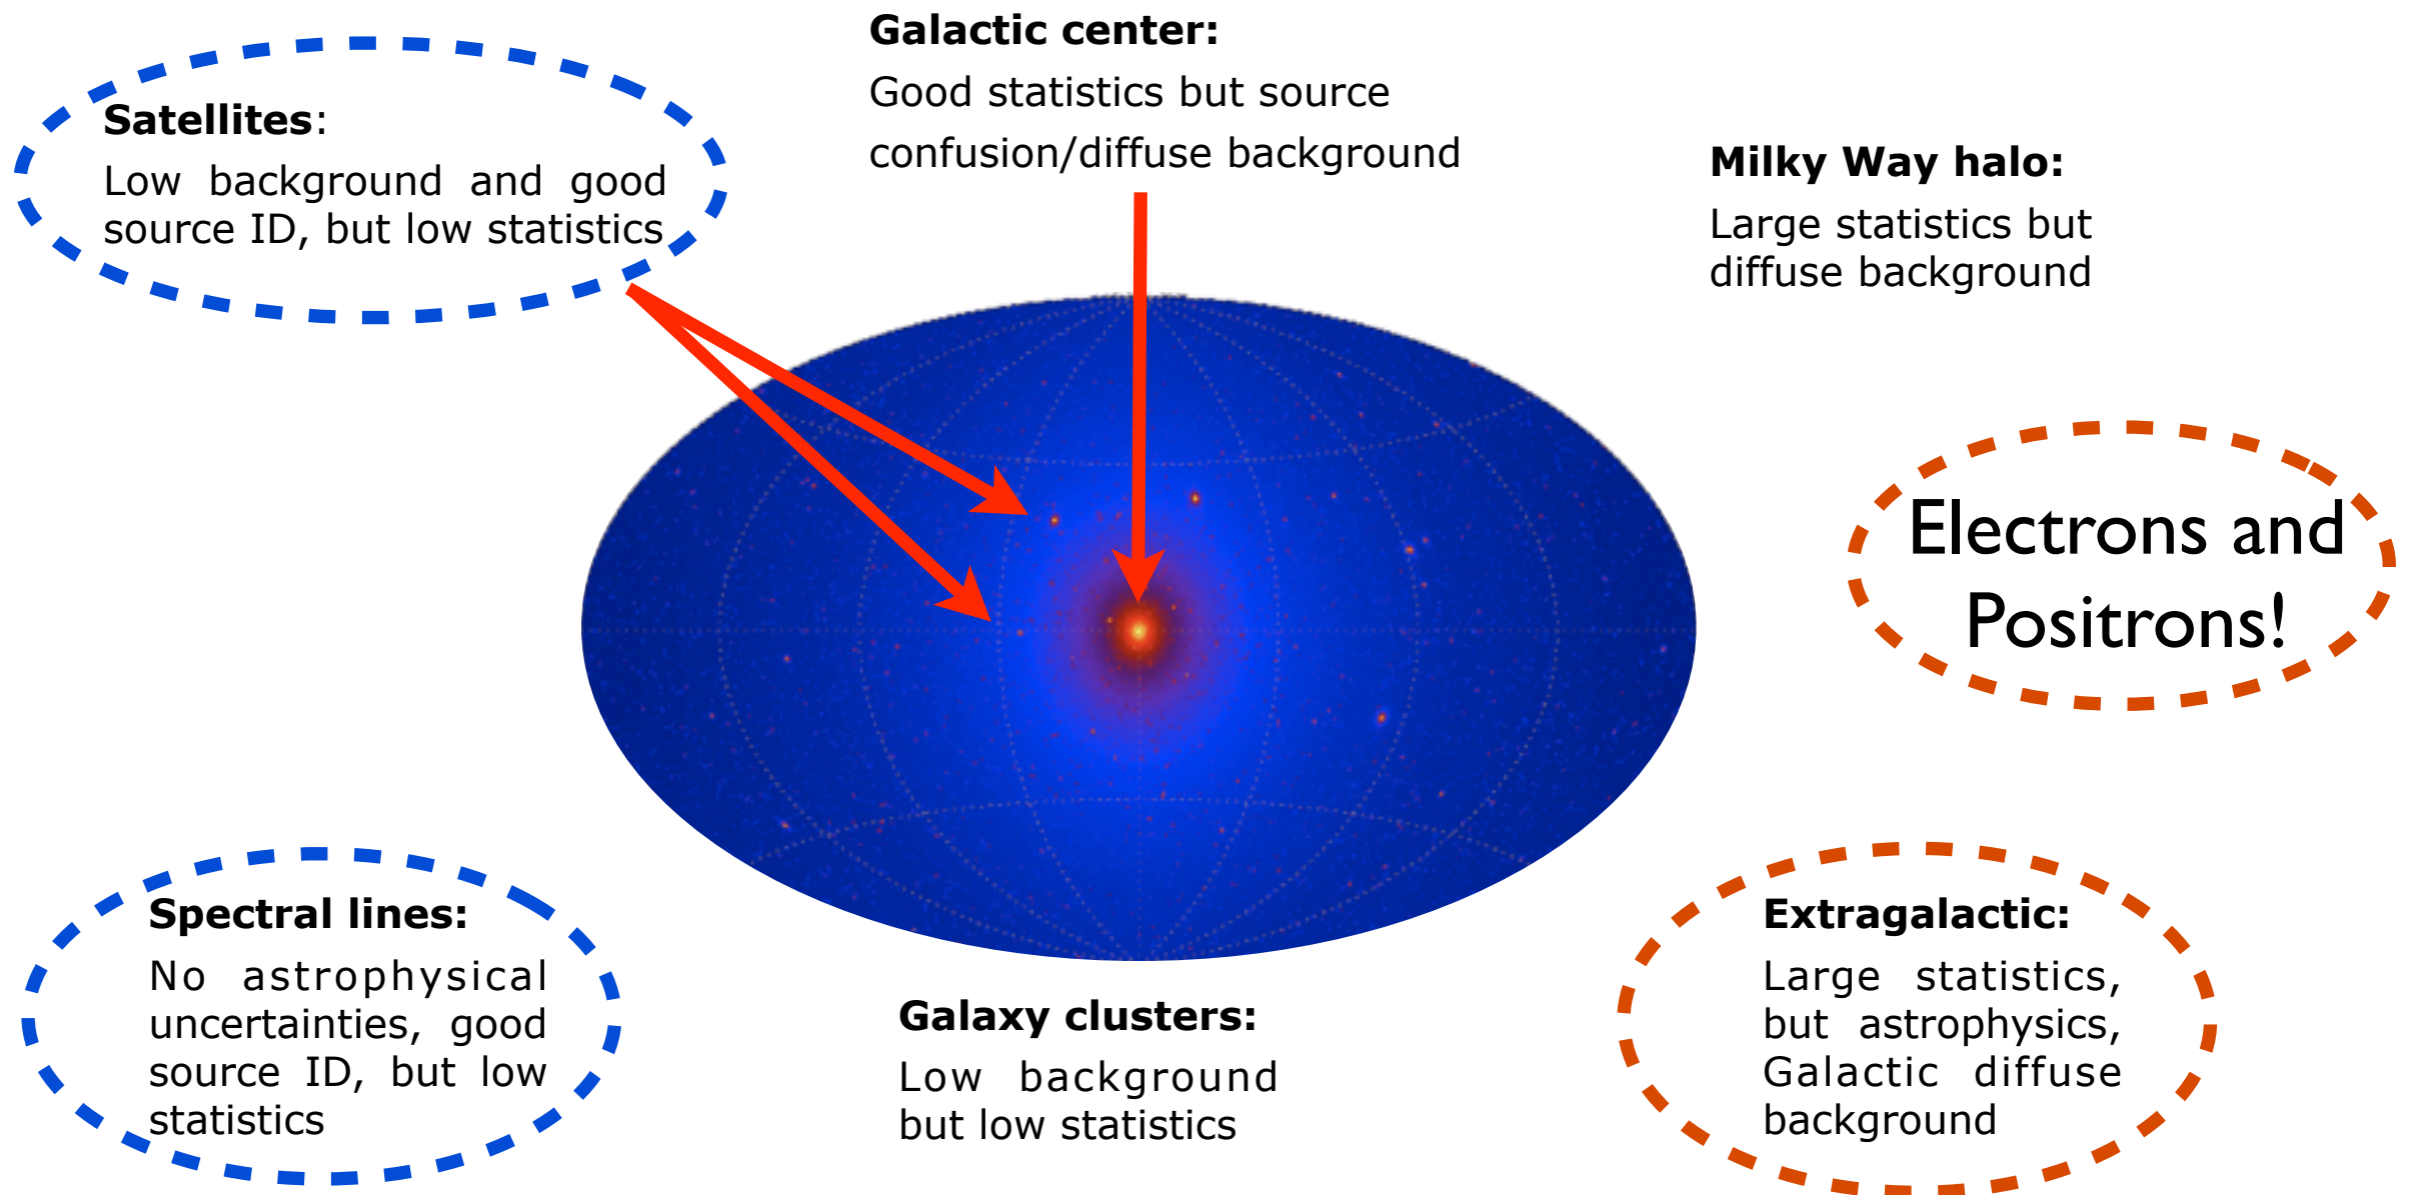 Galactic center:
Good statistics but source
confusion/diffuse background
Satellites:
Low background and good
source ID, but low statistics
Milky Way halo:
Large statistics but
diffuse background
Electrons and
Positrons!
Spectral lines:
No astrophysical
uncertainties, good
source ID, but low
statistics
Galaxy clusters:
Low background
but low statistics
Extragalactic:
Large statistics,
but astrophysics,
Galactic diffuse
background